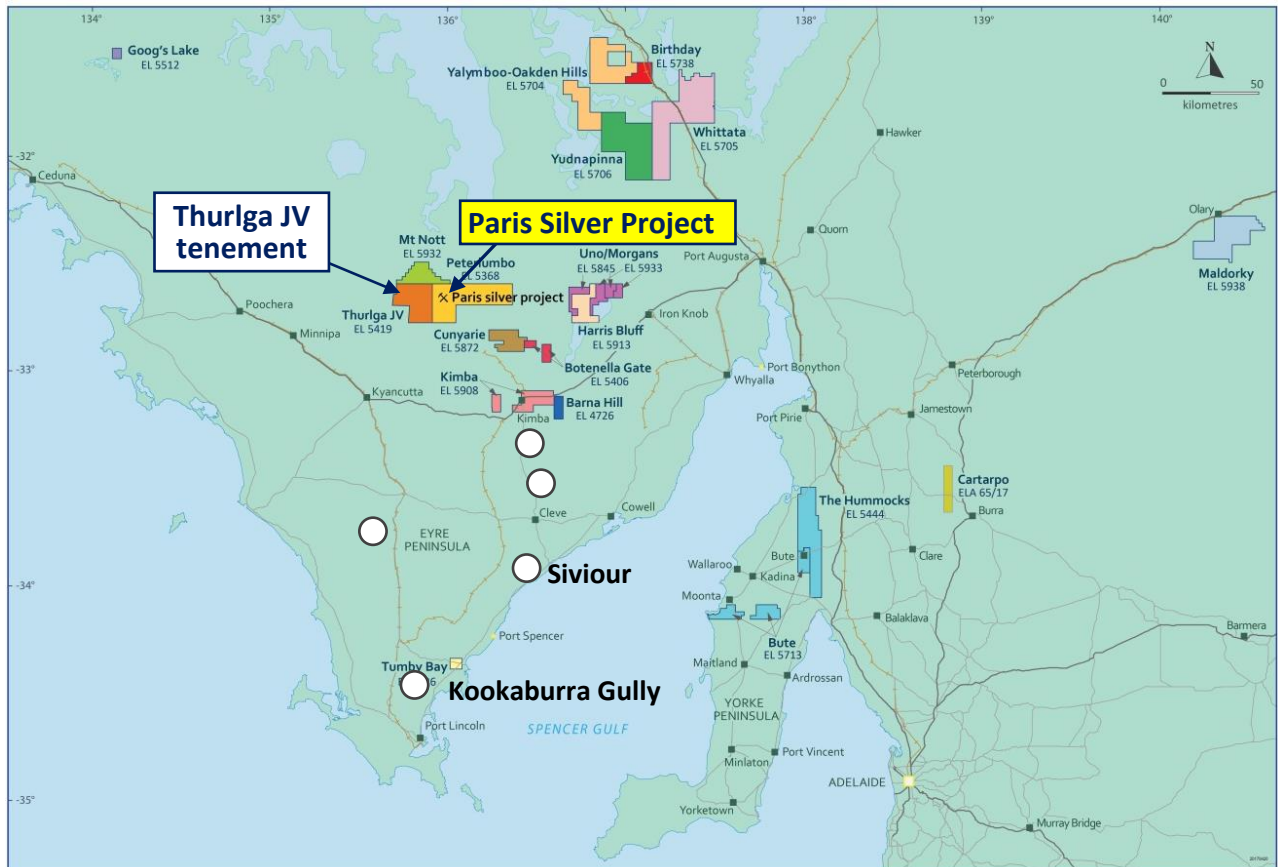 134°
135°
136°
138°
139°
140°
Goog's Lake
EL 5512
Birthday
EL 5738
Yalymboo-Oakden Hills
EL 5704
N
0 50
kilometres
Whittata
EL 5705
Hawker
Yudnapinna
EL 5706
-32°
Ceduna
Thurlga JV
tenement
Paris Silver Project
Olary
Quorn
Mt Nott
EL 5932
Peterlumbo
EL 5368
Uno/Morgans
EL 5845 EL 5933
Port Augusta
Maldorky
EL 5938
Paris silver project
Poochera
Thurlga JV
EL 5419
Iron Knob
Minnipa
Cunyarie
EL 5872
Harris Bluff
EL 5913
Botenella Gate
EL 5406
-33°
Port Bonython
Peterborough
Whyalla
Kimba
EL 5908
Kyancutta
Barna Hill
EL 4726
Kimba
Port Pirie
Jamestown
Cartarpo
ELA 65/17
The Hummocks
EL 5444
Cowell
Cleve
Burra
EYRE
PENINSULA
Bute
Clare
Wallaroo
Kadina
Siviour
-34°
Moonta
Balaklava
Port Spencer
Bute
EL 5713
Barmera
Tumby Bay
Maitland
Ardrossan
Kookaburra Gully
YORKE
PENINSULA
Port Lincoln
SPENCER GULF
Port Vincent
Minlaton
ADELAIDE
-35°
Yorketown
Murray Bridge